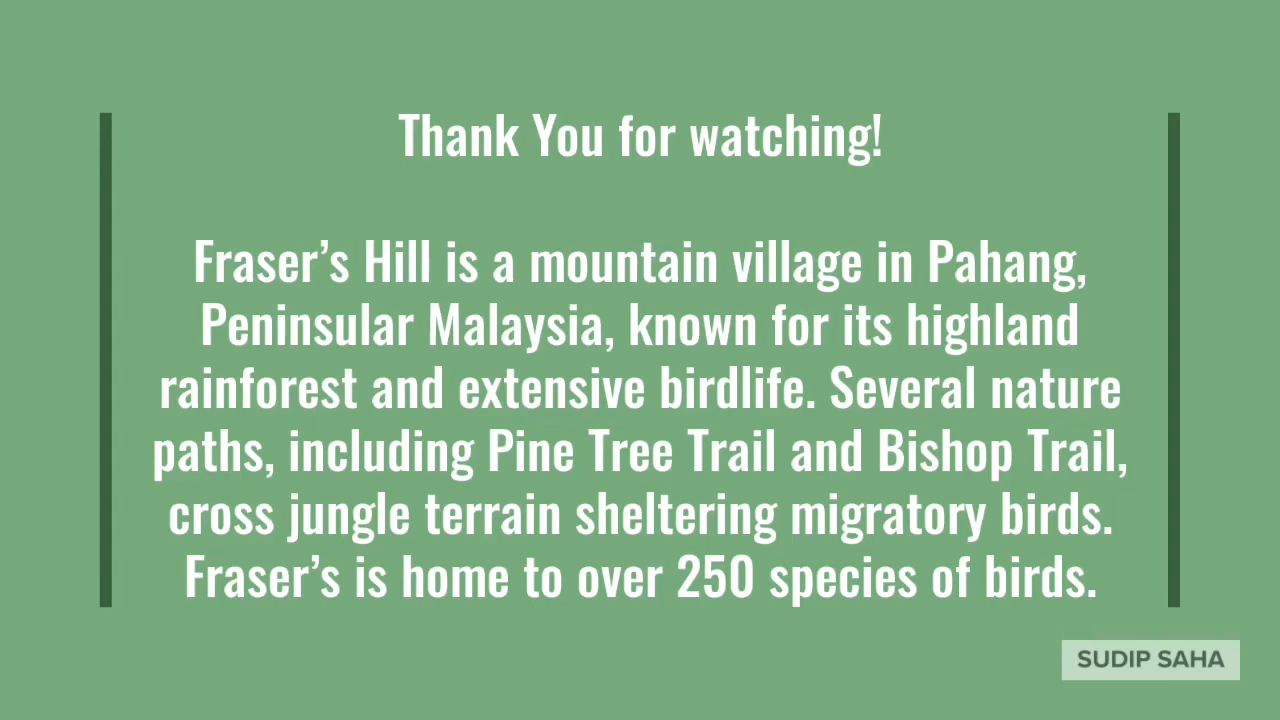 Thank You for watching!
Fraser’s Hill is a mountain village in Pahang,
Peninsular Malaysia, known for its highland
rainforest and extensive birdlife. Several nature
paths, including Pine Tree Trail and Bishop Trail,
cross jungle terrain sheltering migratory birds.
Fraser’s is home to over 250 species of birds.
SUDIP SAHA